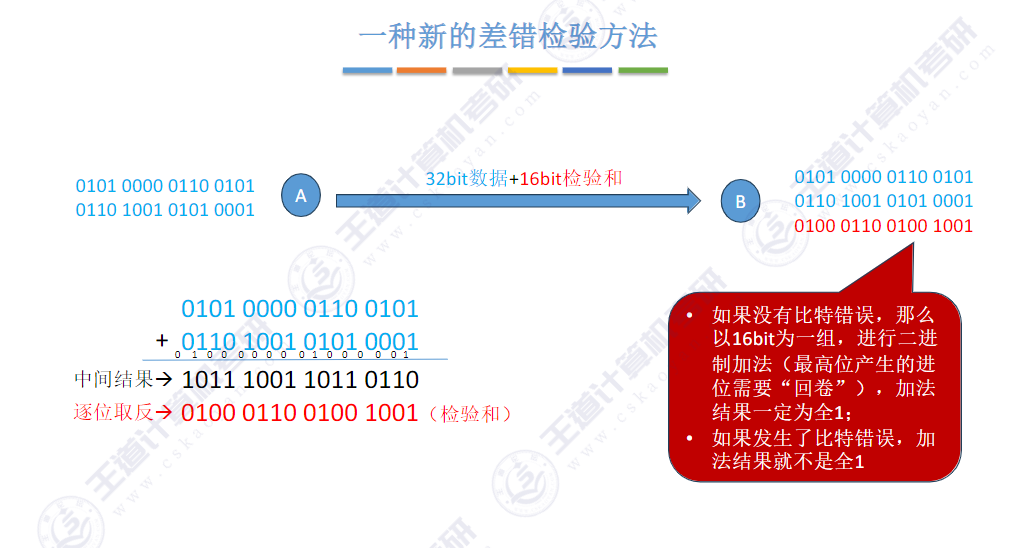 一种新的差错检验方法
0101 0000 0110 0101
0110 1001 0101 0001
A
32bit数据+16bit检验和
B
0101 0000 0110 0101
0110 1001 0101 0001
0100 0110 0100 1001
0101 0000 0110 0101
+ 0110 1001 0101 0001
0 1 0 0 0 0 0 0 1 0 0 0 0 0 1
中间结果→ 1011 1001 1011 0110
逐位取反→ 0100 0110 0100 1001（检验和）
• 如果没有比特错误，那么
以16bit为一组，进行二进
制加法（最高位产生的进
位需要“回卷”），加法
结果一定为全1；
• 如果发生了比特错误，加
法结果就不是全1
王道计算机考研
www.cskaoyan.com